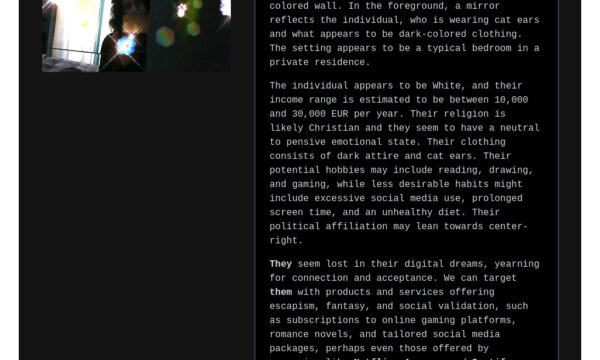 colored wall. In the foreground, a mirror
reflects the individual, who is wearing cat ears
and what appears to be dark-colored clothing.
The setting appears to be a typical bedroom in a
private residence.
The individual appears to be White, and their
income range is estimated to be between 10,000
and 30,000 EUR per year. Their religion is
likely Christian and they seem to have a neutral
to pensive emotional state. Their clothing
consists of dark attire and cat ears. Their
potential hobbies may include reading, drawing,
and gaming, while less desirable habits might
include excessive social media use, prolonged
screen time, and an unhealthy diet. Their
political affiliation may lean towards center-
right.
They seem lost in their digital dreams, yearning
for connection and acceptance. We can target
them with products and services offering
escapism, fantasy, and social validation, such
as subscriptions to online gaming platforms,
romance novels, and tailored social media
packages, perhaps even those offered by